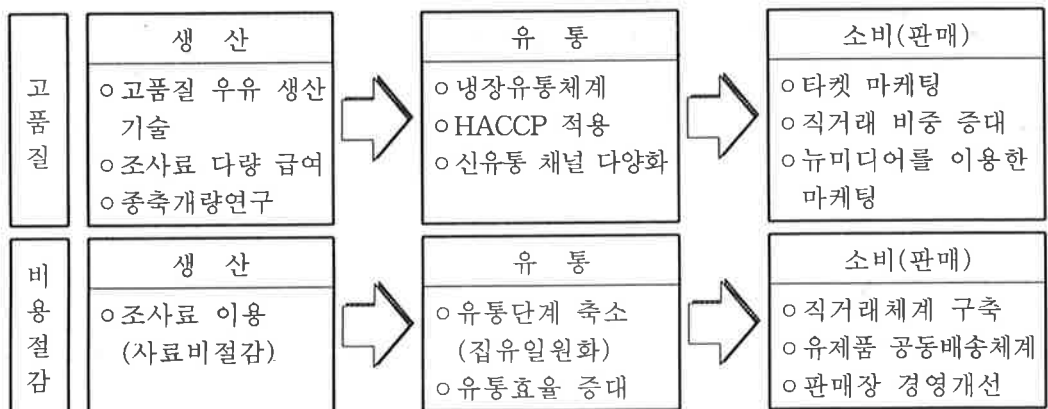 고품질
생 산
○고품질 우유 생산
기술
○조사료 다량 급여
○종축개량연구
유 통
○냉장유통체계
○HACCP 적용
○신유통 채널 다양화
소비(판매)
○타켓 마케팅
○직거래 비중 증대
○뉴미디어를 이용한
마케팅
비용절감
생 산
○조사료 이용
(사료비절감)
유 통
○유통단계 축소
(집유일원화)
○유통효율 증대
소비(판매)
○직거래체계 구축
○유제품 공동배송체계
○판매장 경영개선